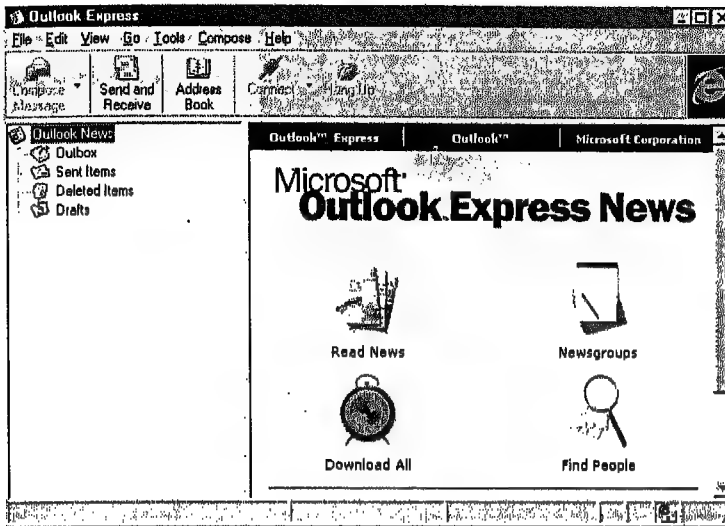 Outlook Express
File Edit View Go Tools Compose Help
Compose Message
Send and Receive
Address Book
Connect
Hang Up
Outlook News
Outbox
Sent Items
Deleted Items
Drafts
Outlook™ Express
Outlook™
Microsoft Corporation
Microsoft®
Outlook Express News
Read News
Newsgroups
Download All
Find People